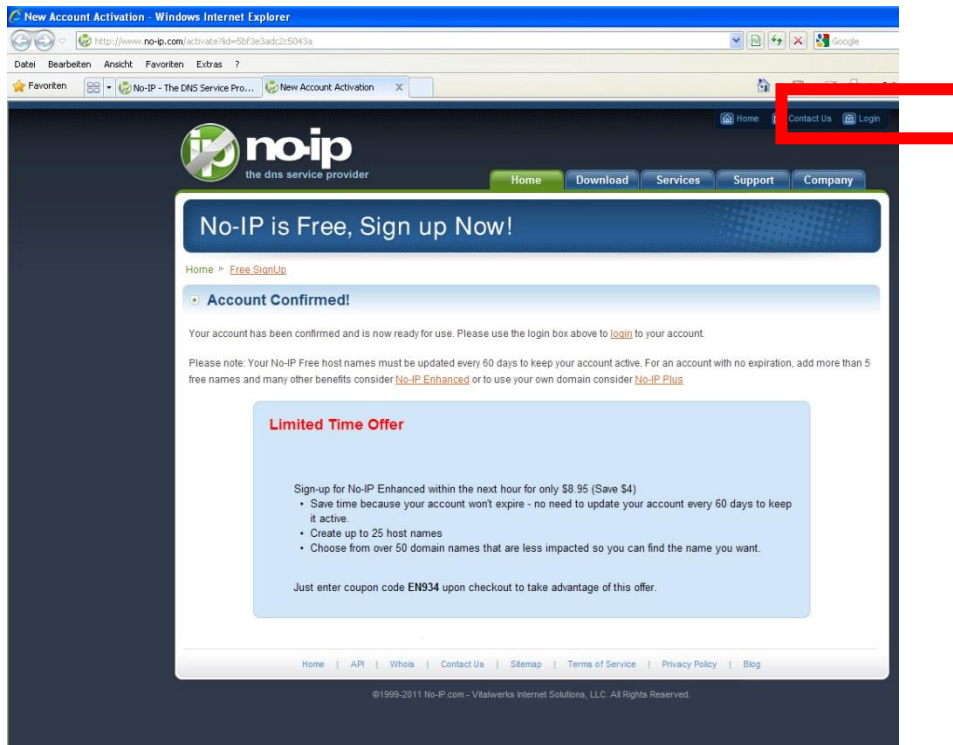 New Account Activation - Windows Internet Explorer
http://www.no-ip.com/activate?lid=5bf3e3adc2c5043a
Google
Datei Bearbeiten Ansicht Favoriten Extras ?
Favoriten
No-IP - The DNS Service Pro...
New Account Activation X
Home Contact Us Login
ip no-ip
the dns service provider
Home Download Services Support Company
No-IP is Free, Sign up Now!
Home Free SignUp
Account Confirmed!
Your account has been confirmed and is now ready for use. Please use the login box above to login to your account.
Please note: Your No-IP Free host names must be updated every 60 days to keep your account active. For an account with no expiration, add more than 5
free names and many other benefits consider No-IP Enhanced or to use your own domain consider No-IP Plus
Limited Time Offer
Sign-up for No-IP Enhanced within the next hour for only $8.95 (Save $4)
• Save time because your account won't expire - no need to update your account every 60 days to keep
it active.
• Create up to 25 host names
• Choose from over 50 domain names that are less impacted so you can find the name you want.
Just enter coupon code EN934 upon checkout to take advantage of this offer.
Home | API | Whois | Contact Us | Sitemap | Terms of Service | Privacy Policy | Blog
©1999-2011 No-IP.com - Vitalwerks Internet Solutions, LLC. All Rights Reserved.